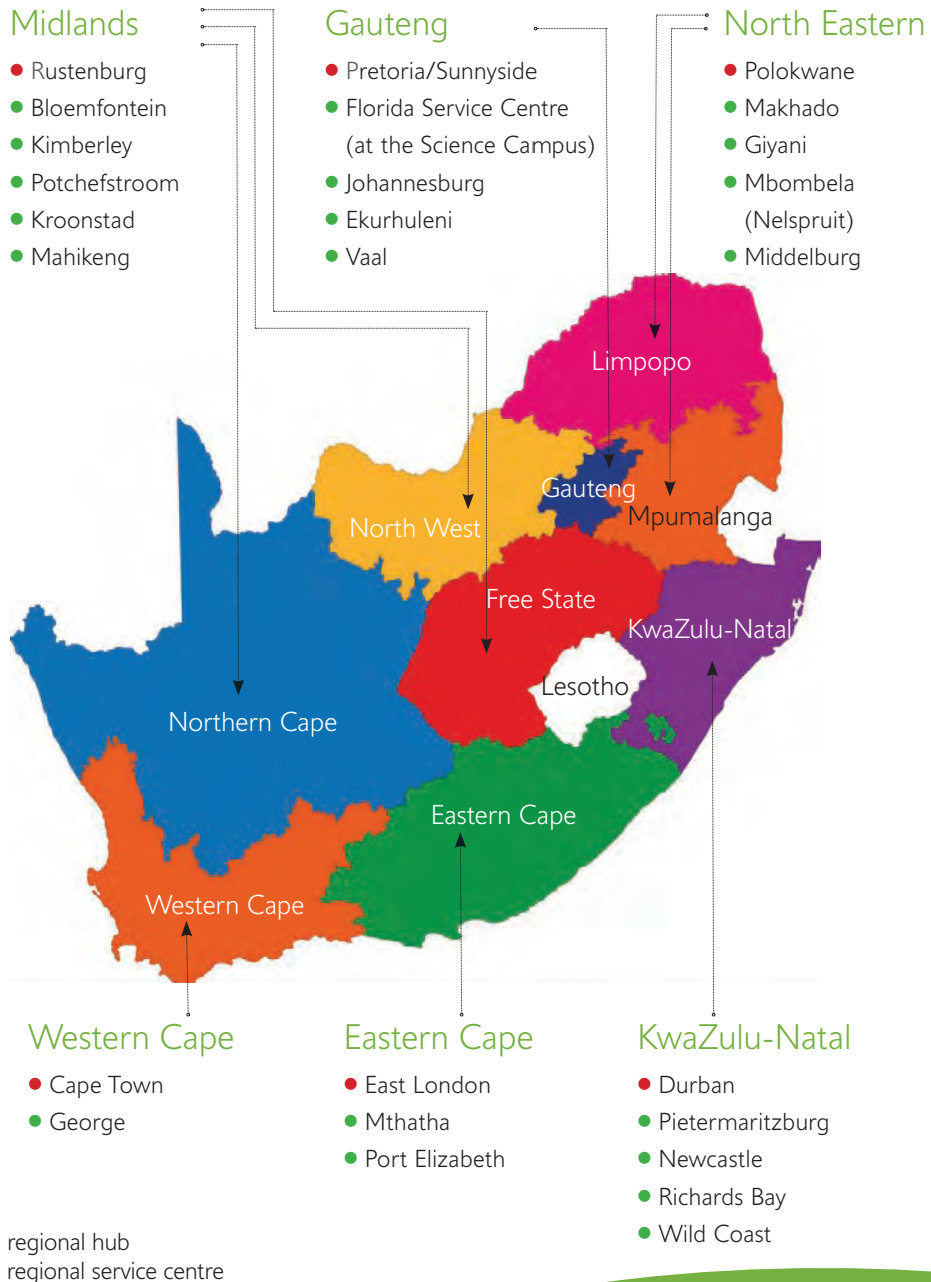 Midlands
Rustenburg
Bloemfontein
Kimberley
Potchefstroom
Kroonstad
Mahikeng
Gauteng
Pretoria/Sunnyside
Florida Service Centre
(at the Science Campus)
Johannesburg
Ekurhuleni
Vaal
North Eastern
Polokwane
Makhado
Giyani
Mbombela
(Nelspruit)
Middelburg
Limpopo
Gauteng
Mpumalanga
North West
Free State
KwaZulu-Natal
Lesotho
Northern Cape
Eastern Cape
Western Cape
Western Cape
Cape Town
George
Eastern Cape
East London
Mthatha
Port Elizabeth
KwaZulu-Natal
Durban
Pietermaritzburg
Newcastle
Richards Bay
Wild Coast
regional hub
regional service centre